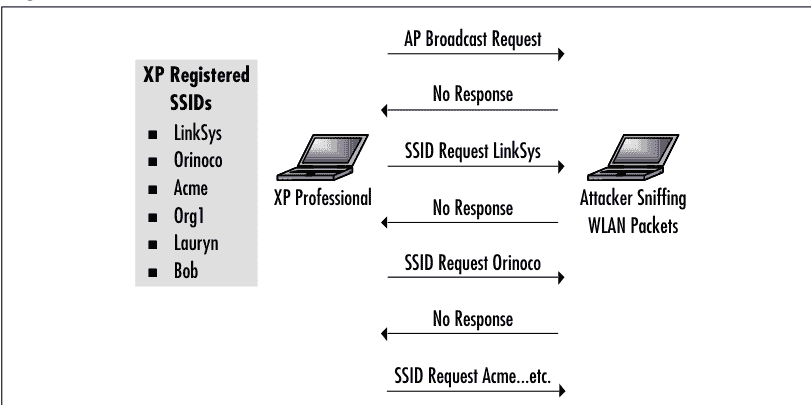 XP Registered
SSIDs
■ LinkSys
■ Orinoco
■ Acme
■ Org1
■ Lauryn
■ Bob
XP Professional
AP Broadcast Request
No Response
SSID Request LinkSys
No Response
SSID Request Orinoco
No Response
SSID Request Acme...etc.
Attacker Sniffing
WLAN Packets